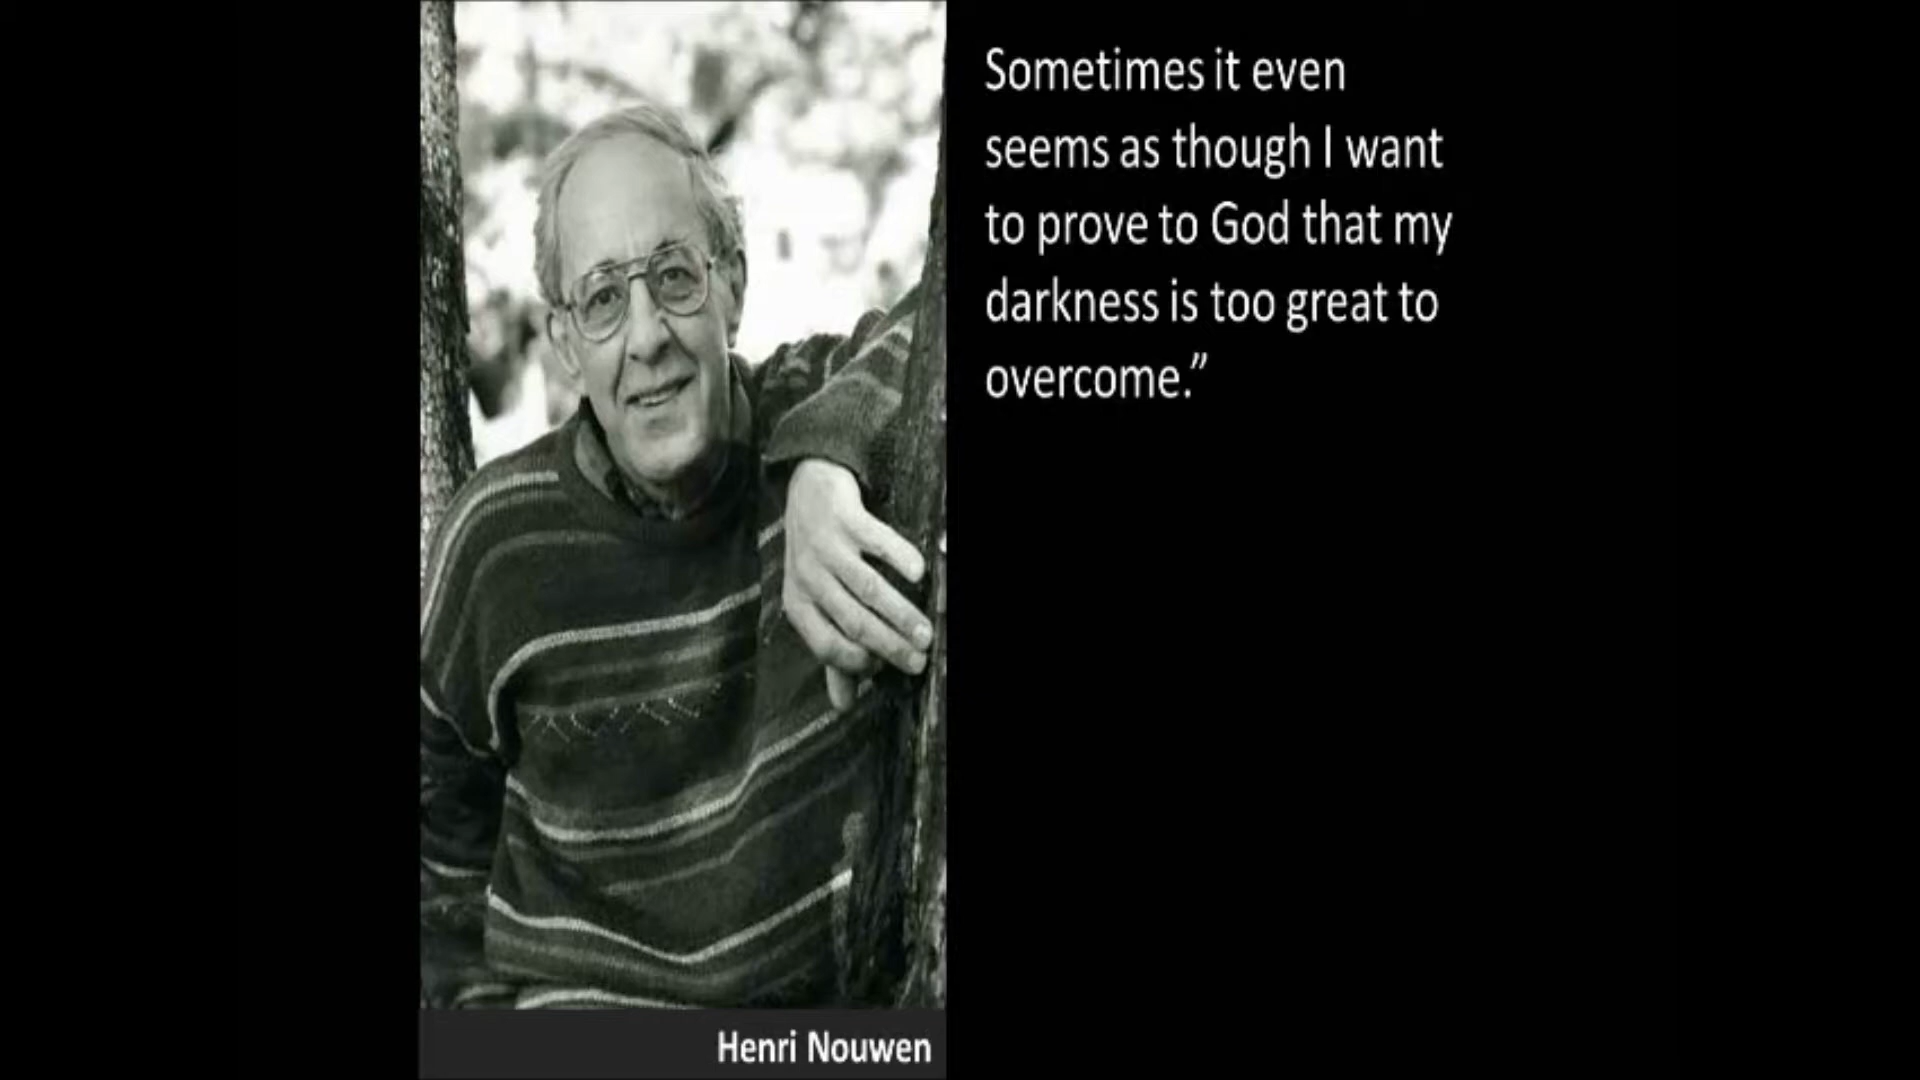 Sometimes it even
seems as though I want
to prove to God that my
darkness is too great to
overcome.”
Henri Nouwen